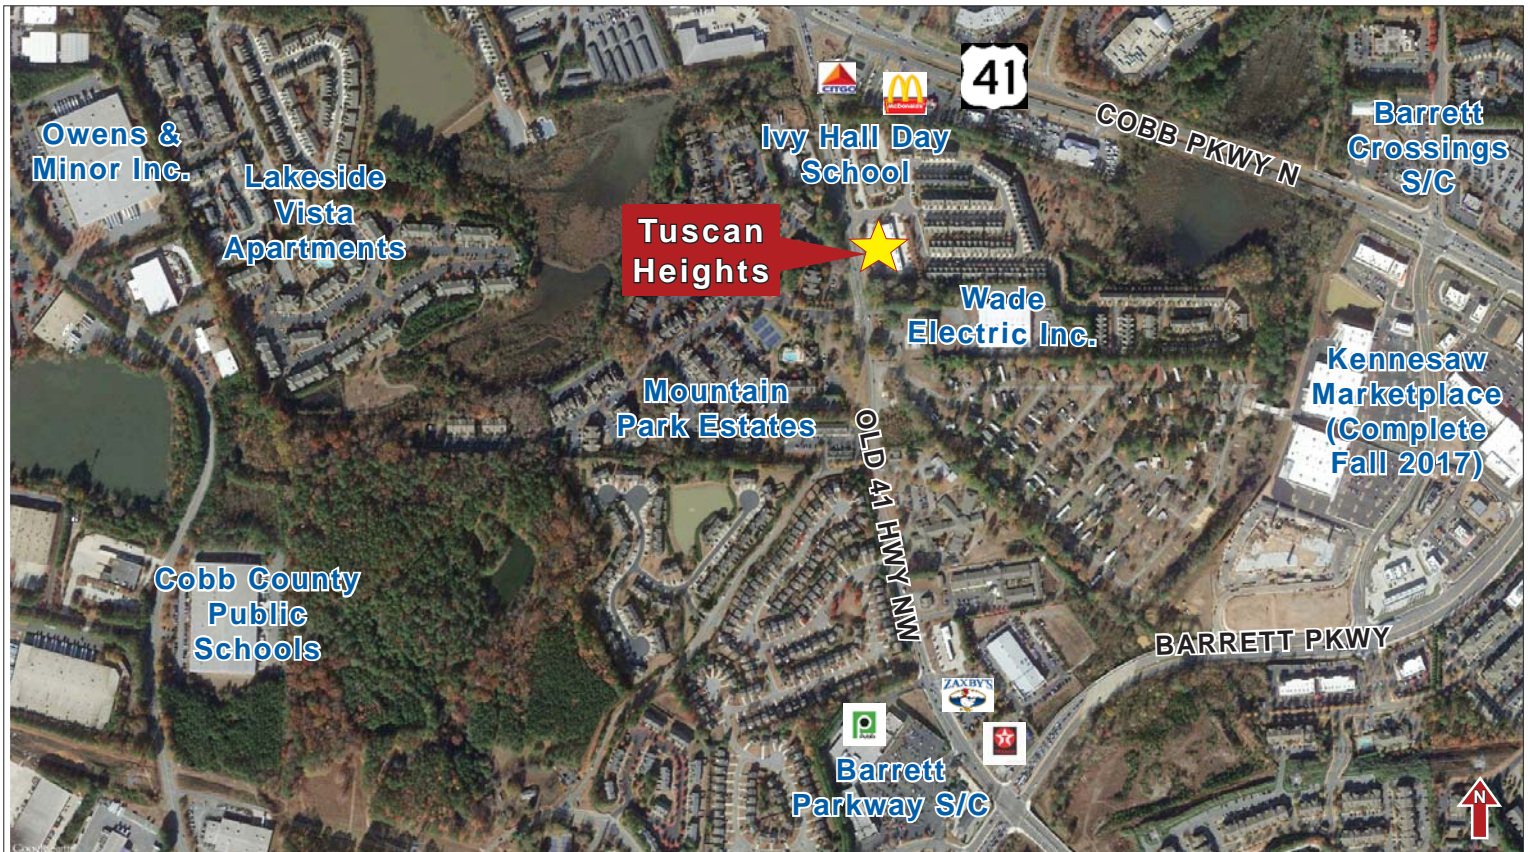 41
CITGO
McDonald's
COBB PKWY N
Barrett
Crossings
S/C
Owens &
Minor Inc.
Ivy Hall Day
School
Lakeside
Vista
Apartments
Tuscan
Heights
Wade
Electric Inc.
Kennesaw
Marketplace
(Complete
Fall 2017)
Mountain
Park Estates
OLD 41 HWY NW
Cobb County
Public
Schools
BARRETT PKWY
ZAXBY'S
Publix
Barrett
Parkway S/C
N